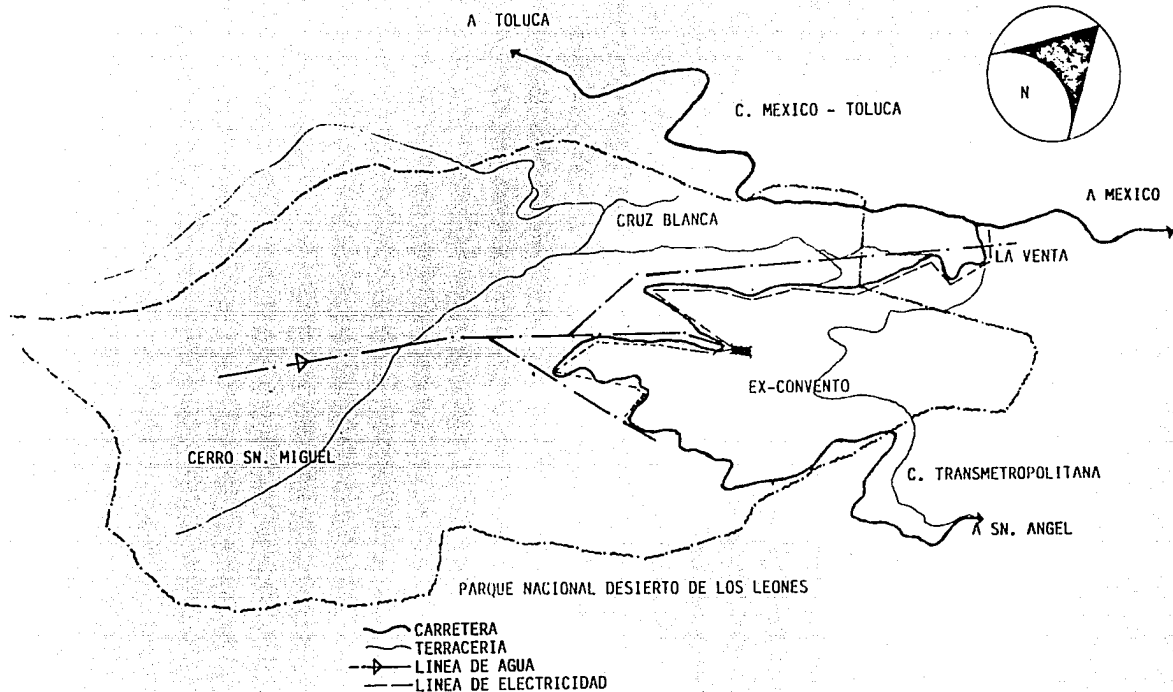 A TOLUCA
N
C. MEXICO - TOLUCA
A MEXICO
CRUZ BLANCA
LA VENTA
EX-CONVENTO
CERRO SN. MIGUEL
C. TRANSMETROPOLITANA
A SN. ANGEL
PARQUE NACIONAL DESIERTO DE LOS LEONES
CARRETERA
TERRACERIA
LINEA DE AGUA
LINEA DE ELECTRICIDAD